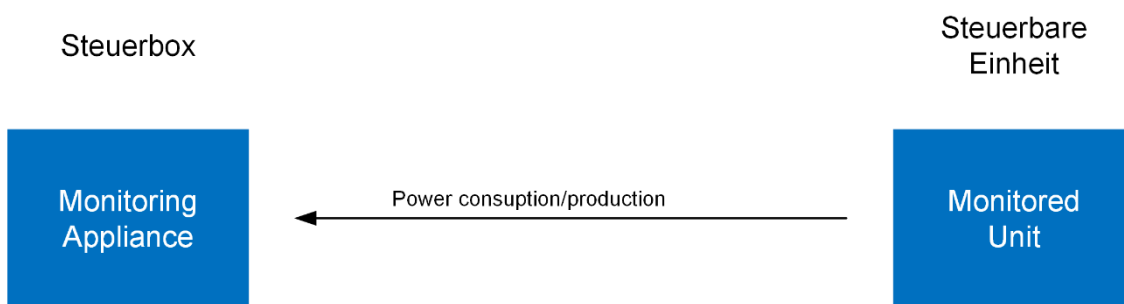 Steuerbox
Steuerbare
Einheit
Monitoring
Appliance
Power consuption/production
Monitored
Unit